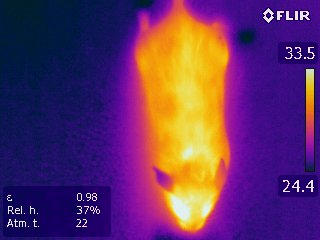 FLIR
33.5
24.4
ε 0.98
Rel. h. 37%
Atm. t. 22